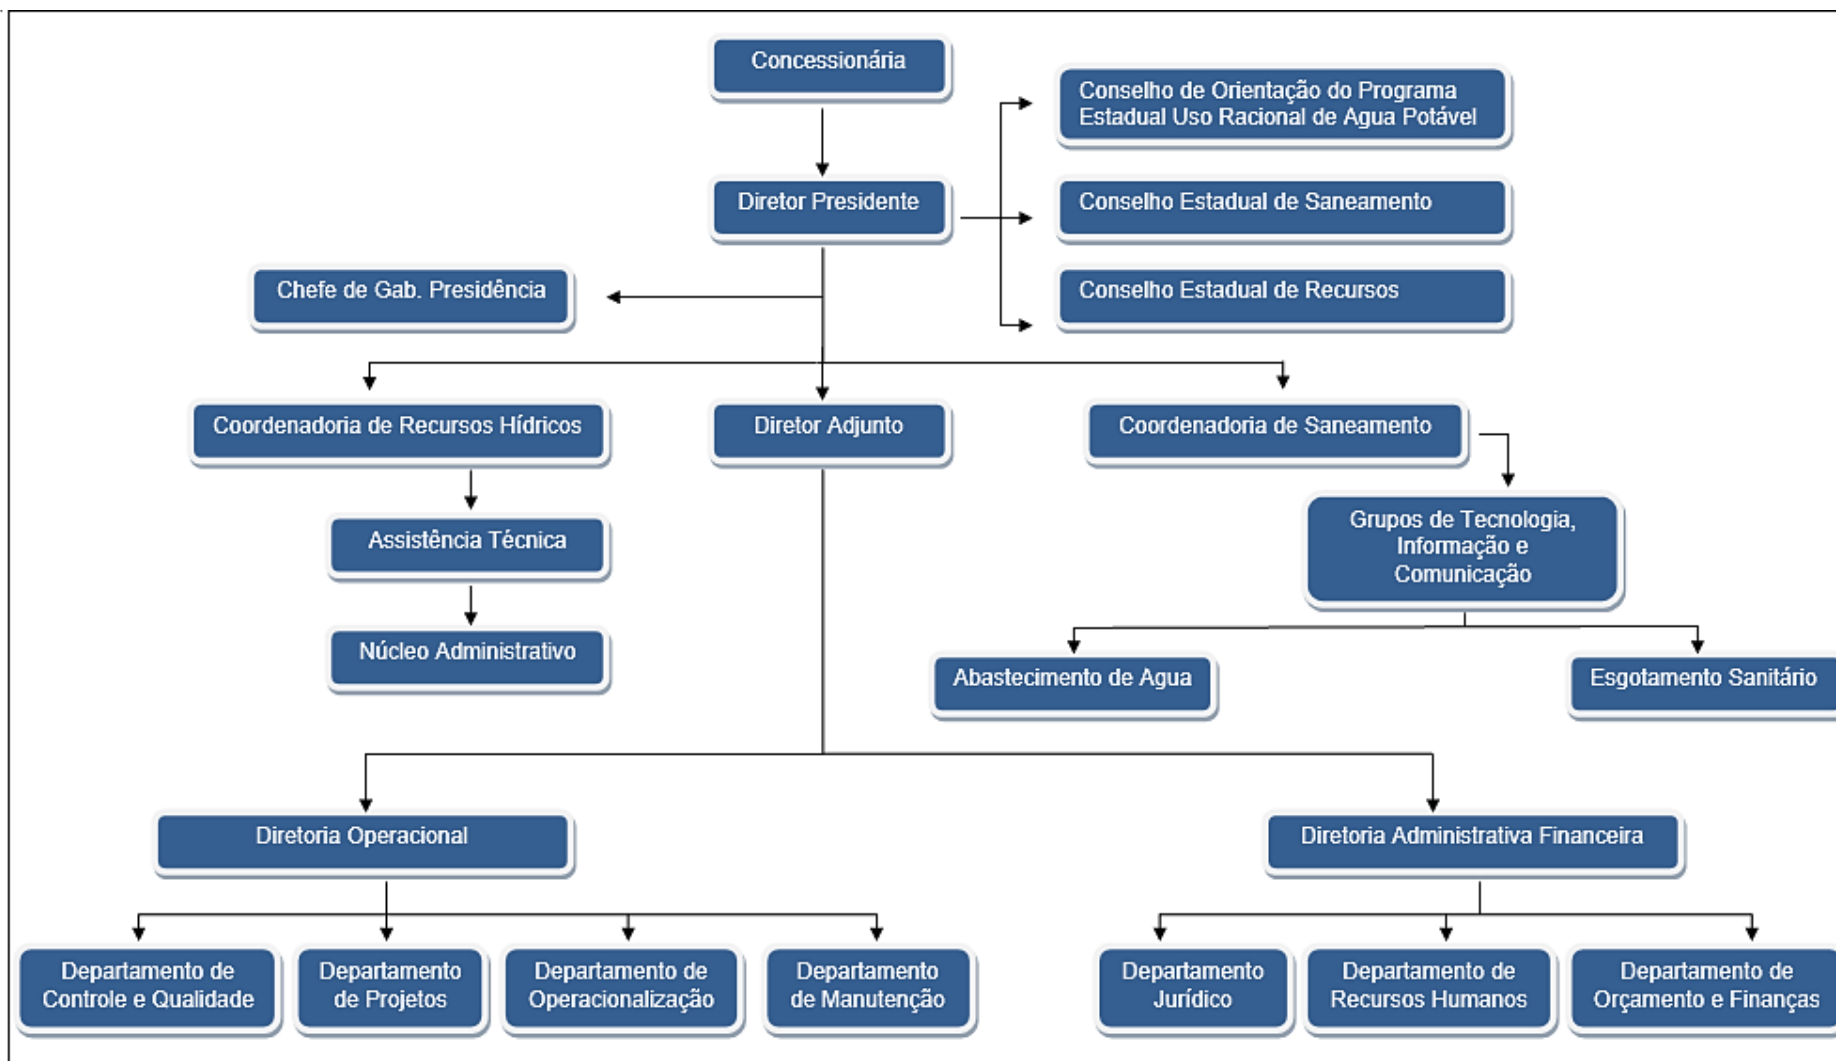 Concessionária
Conselho de Orientação do Programa
Estadual Uso Racional de Agua Potável
Diretor Presidente
Conselho Estadual de Saneamento
Chefe de Gab. Presidência
Conselho Estadual de Recursos
Coordenadoria de Recursos Hídricos
Diretor Adjunto
Coordenadoria de Saneamento
Assistência Técnica
Grupos de Tecnologia,
Informação e
Comunicação
Núcleo Administrativo
Abastecimento de Agua
Esgotamento Sanitário
Diretoria Operacional
Diretoria Administrativa Financeira
Departamento de
Controle e Qualidade
Departamento
de Projetos
Departamento de
Operacionalização
Departamento
de Manutenção
Departamento
Jurídico
Departamento de
Recursos Humanos
Departamento de
Orçamento e Finanças